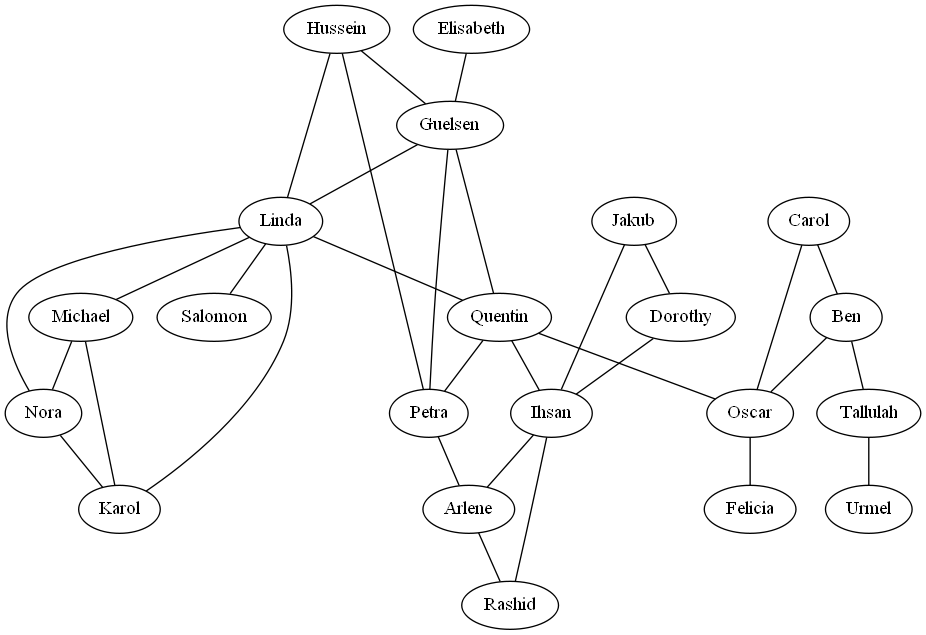 Hussein
Elisabeth
Guelsen
Linda
Jakub
Carol
Michael
Salomon
Quentin
Dorothy
Ben
Nora
Petra
Ihsan
Oscar
Tallulah
Karol
Arlene
Felicia
Urmel
Rashid